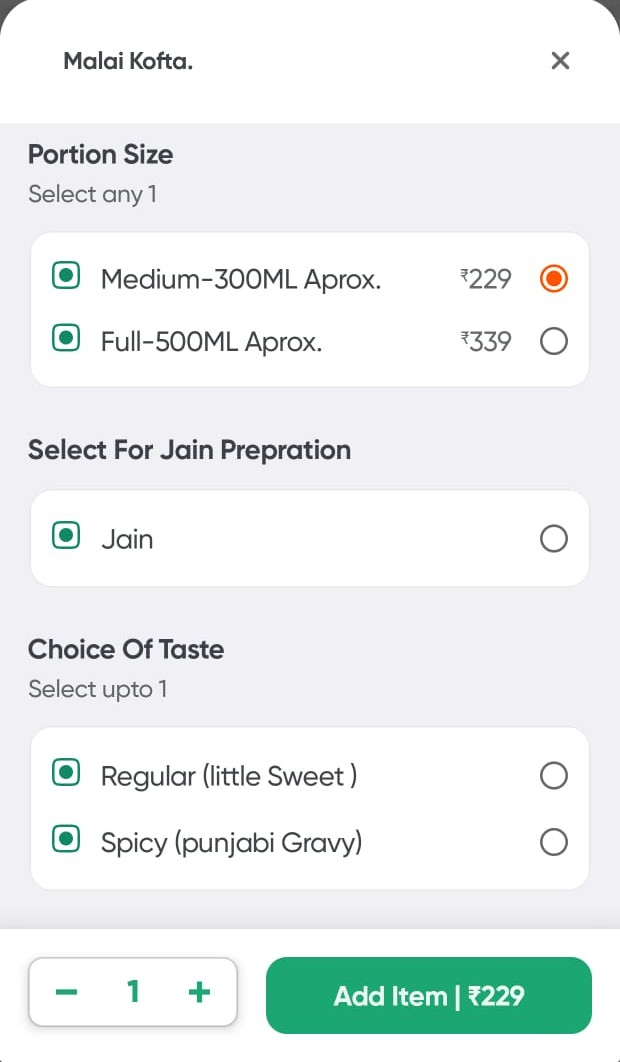 Malai Kofta.
Portion Size
Select any 1
Medium-300ML Aprox. ₹229
Full-500ML Aprox. ₹339
Select For Jain Prepration
Jain
Choice Of Taste
Select upto 1
Regular (little Sweet )
Spicy (punjabi Gravy)
− 1 + Add Item | ₹229